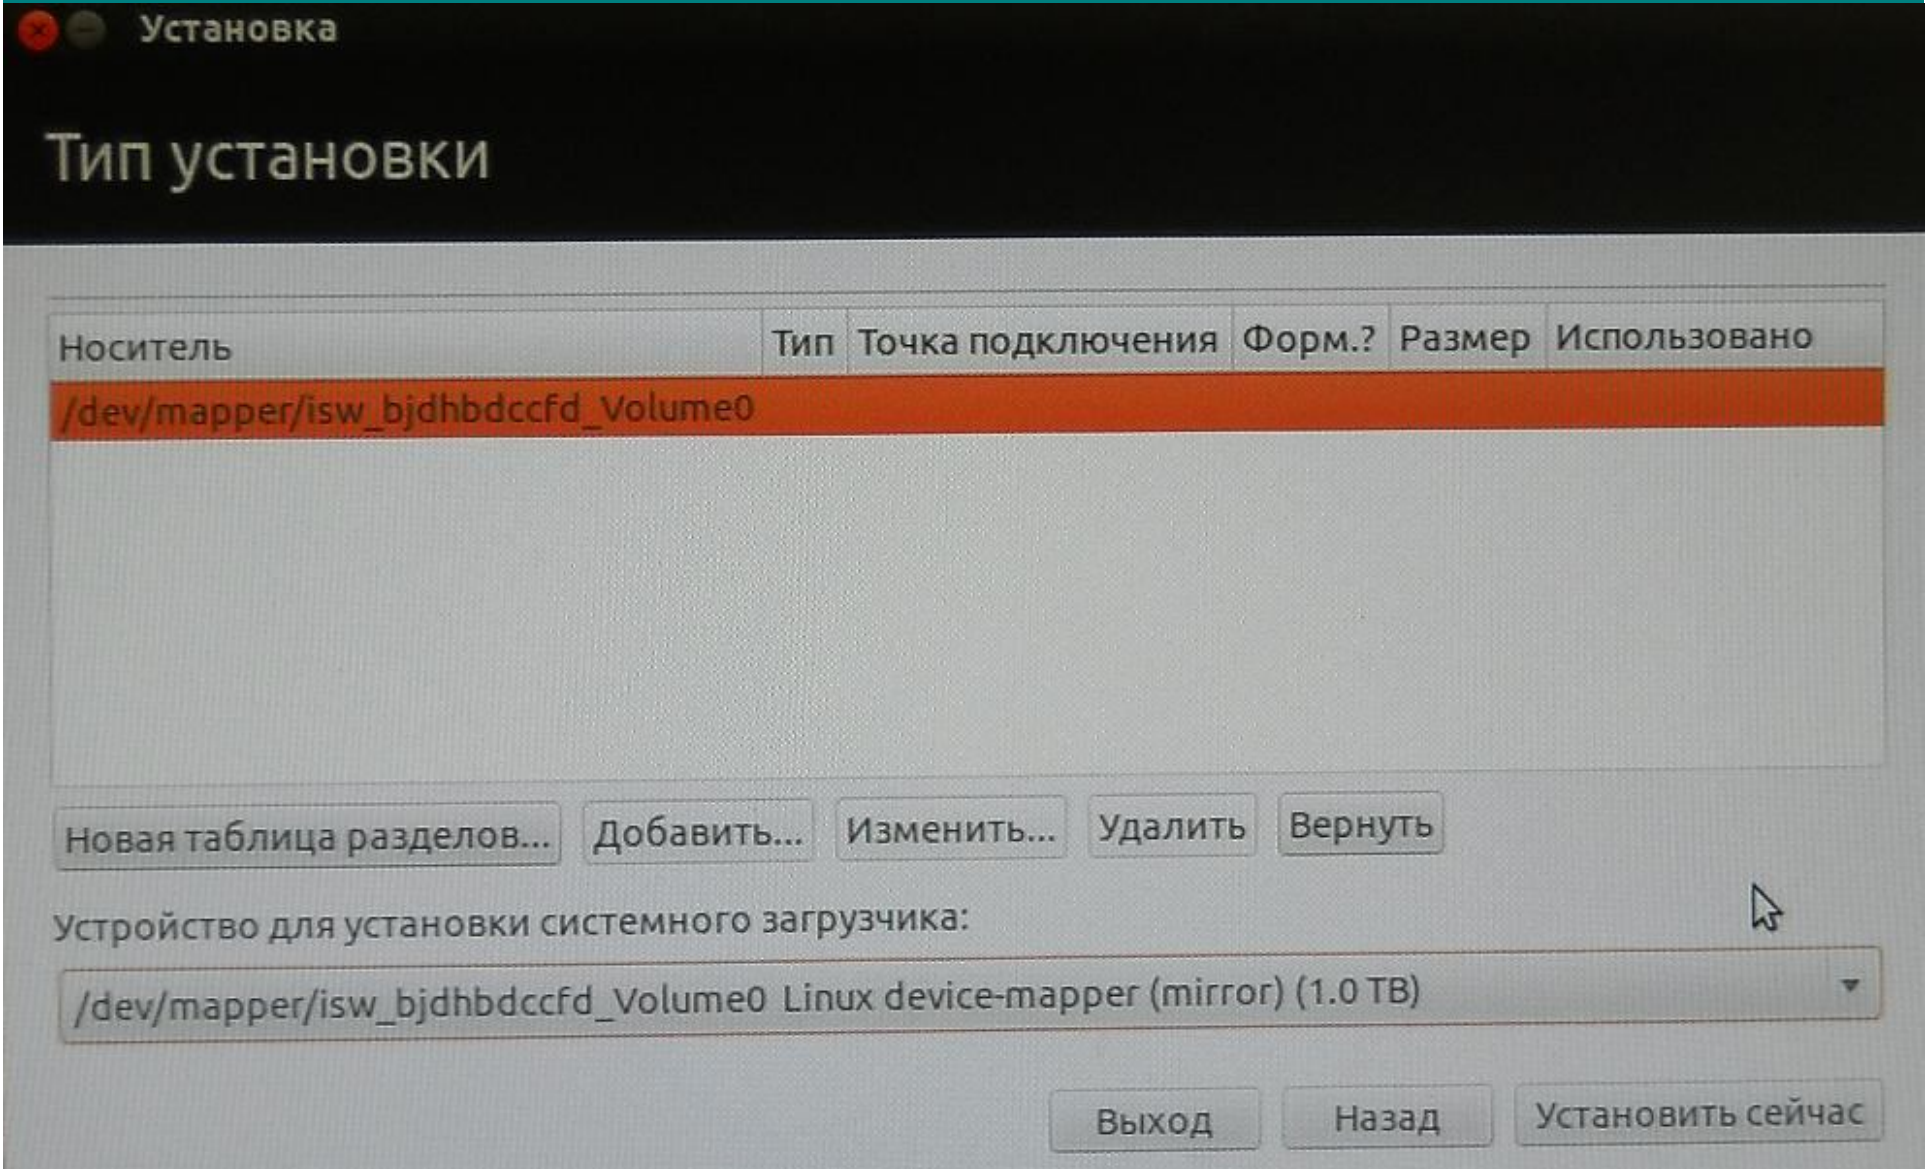 Установка
Тип установки
Носитель Тип Точка подключения Форм.? Размер Использовано
/dev/mapper/isw_bjdhbdccfd_Volume0
Новая таблица разделов... Добавить... Изменить... Удалить Вернуть
Устройство для установки системного загрузчика:
/dev/mapper/isw_bjdhbdccfd_Volume0 Linux device-mapper (mirror) (1.0 TB)
Выход Назад Установить сейчас